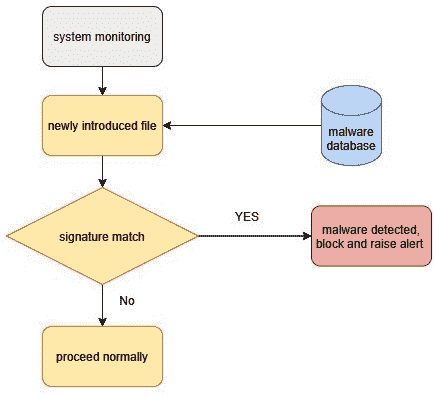 system monitoring
newly introduced file
malware
database
signature match
YES
malware detected,
block and raise alert
No
proceed normally